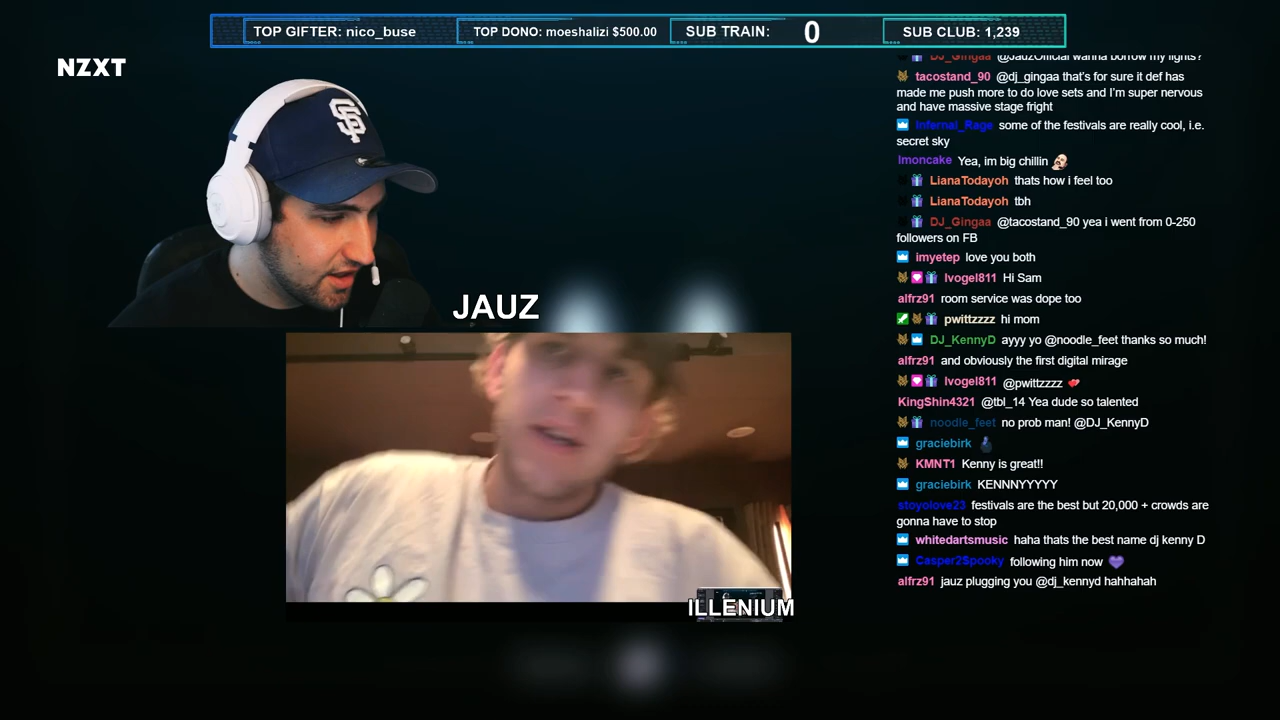 TOP GIFTER: nico_buse
TOP DONO: moeshalizi $500.00
SUB TRAIN: 0
SUB CLUB: 1,239
NZXT
SF
JAUZ
ILLENIUM
DJ_Gingaa @JauzOfficial wanna borrow my lights?
tacostand_90 @dj_gingaa that's for sure it def has
made me push more to do love sets and I'm super nervous
and have massive stage fright
Infernal_Rage some of the festivals are really cool, i.e.
secret sky
lmoncake Yea, im big chillin
LianaTodayoh thats how i feel too
LianaTodayoh tbh
DJ_Gingaa @tacostand_90 yea i went from 0-250
followers on FB
imyetep love you both
lvogel811 Hi Sam
alfrz91 room service was dope too
pwittzzzz hi mom
DJ_KennyD ayyy yo @noodle_feet thanks so much!
alfrz91 and obviously the first digital mirage
lvogel811 @pwittzzzz
KingShin4321 @tbl_14 Yea dude so talented
noodle_feet no prob man! @DJ_KennyD
graciebirk
KMNT1 Kenny is great!!
graciebirk KENNNYYYYY
stoyolove23 festivals are the best but 20,000 + crowds are
gonna have to stop
whitedartsmusic haha thats the best name dj kenny D
Casper2Spooky following him now
alfrz91 jauz plugging you @dj_kennyd hahhahah